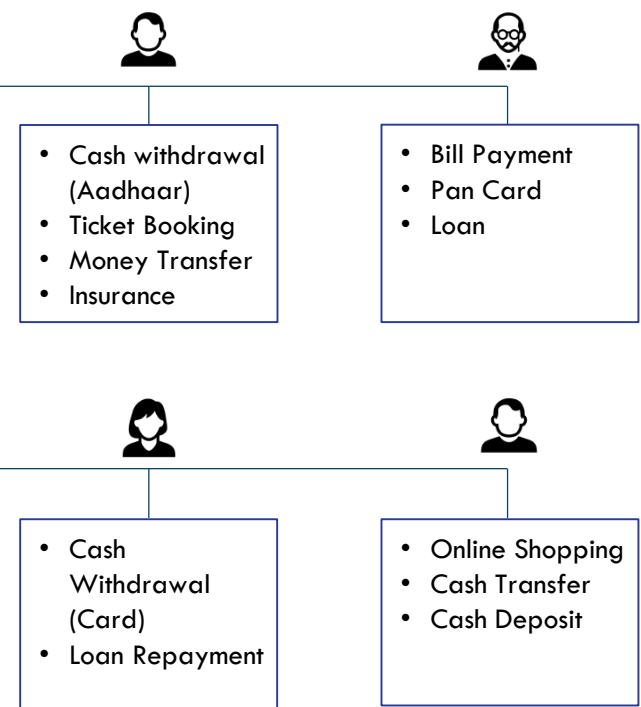 • Cash withdrawal
(Aadhaar)
• Ticket Booking
• Money Transfer
• Insurance
• Bill Payment
• Pan Card
• Loan
• Cash
Withdrawal
(Card)
• Loan Repayment
• Online Shopping
• Cash Transfer
• Cash Deposit